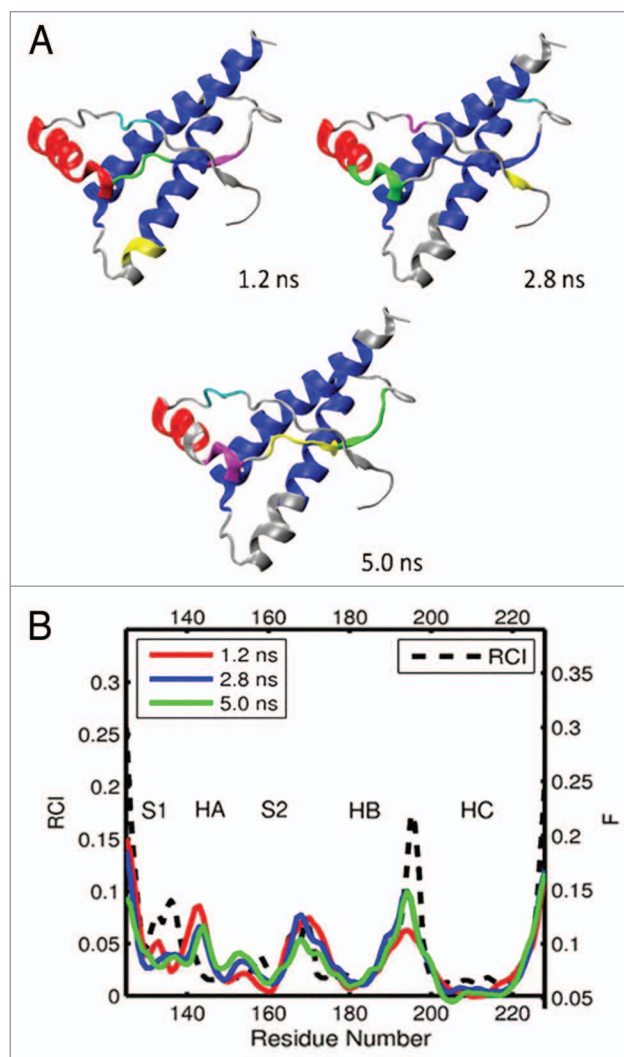 A
1.2 ns
2.8 ns
5.0 ns
B
140 160 180 200 220
1.2 ns
2.8 ns
5.0 ns
RCI
0.3
0.25
0.2
0.15
0.1
0.05
0
RCI
S1 HA S2 HB HC
0.35
0.3
0.25
0.2
0.15
0.1
0.05
F
140 160 180 200 220
Residue Number